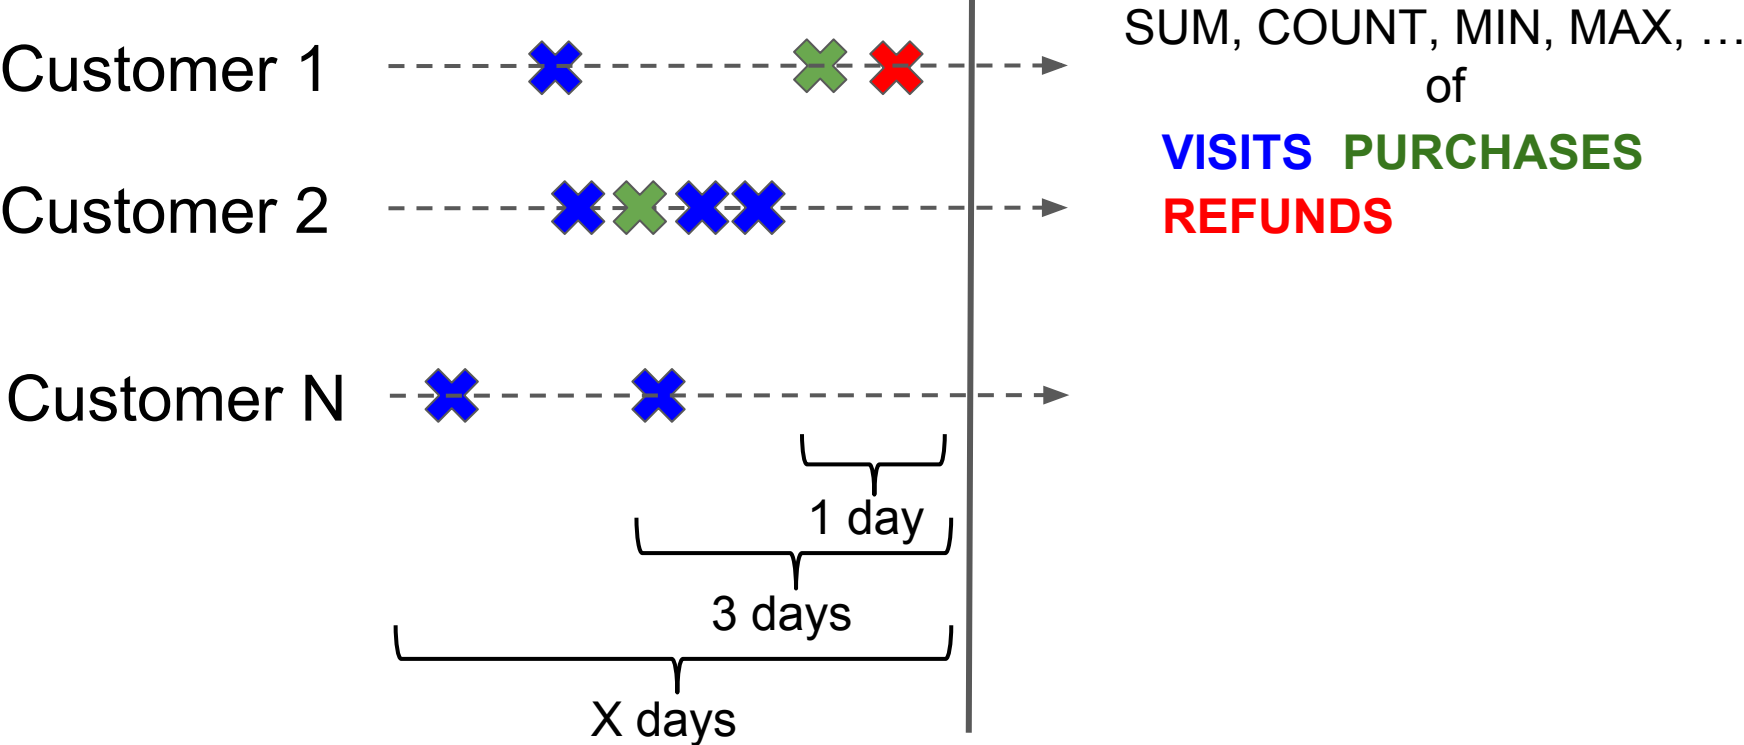 Customer 1
SUM, COUNT, MIN, MAX, …
of
VISITS PURCHASES
REFUNDS
Customer 2
Customer N
1 day
3 days
X days